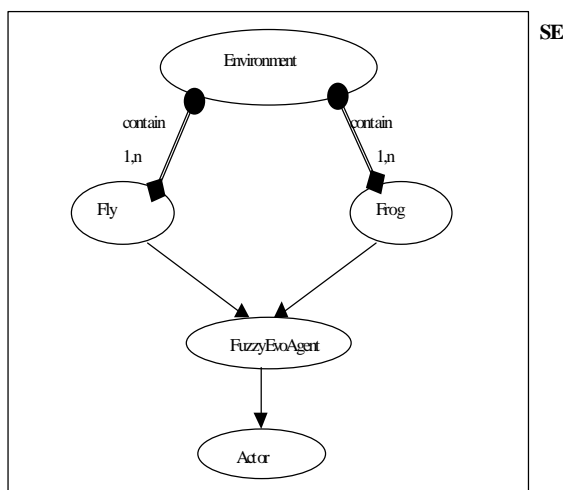 SE
Environment
contain
contain
1,n
1,n
Fly
Frog
FuzzyEvoAgent
Actor